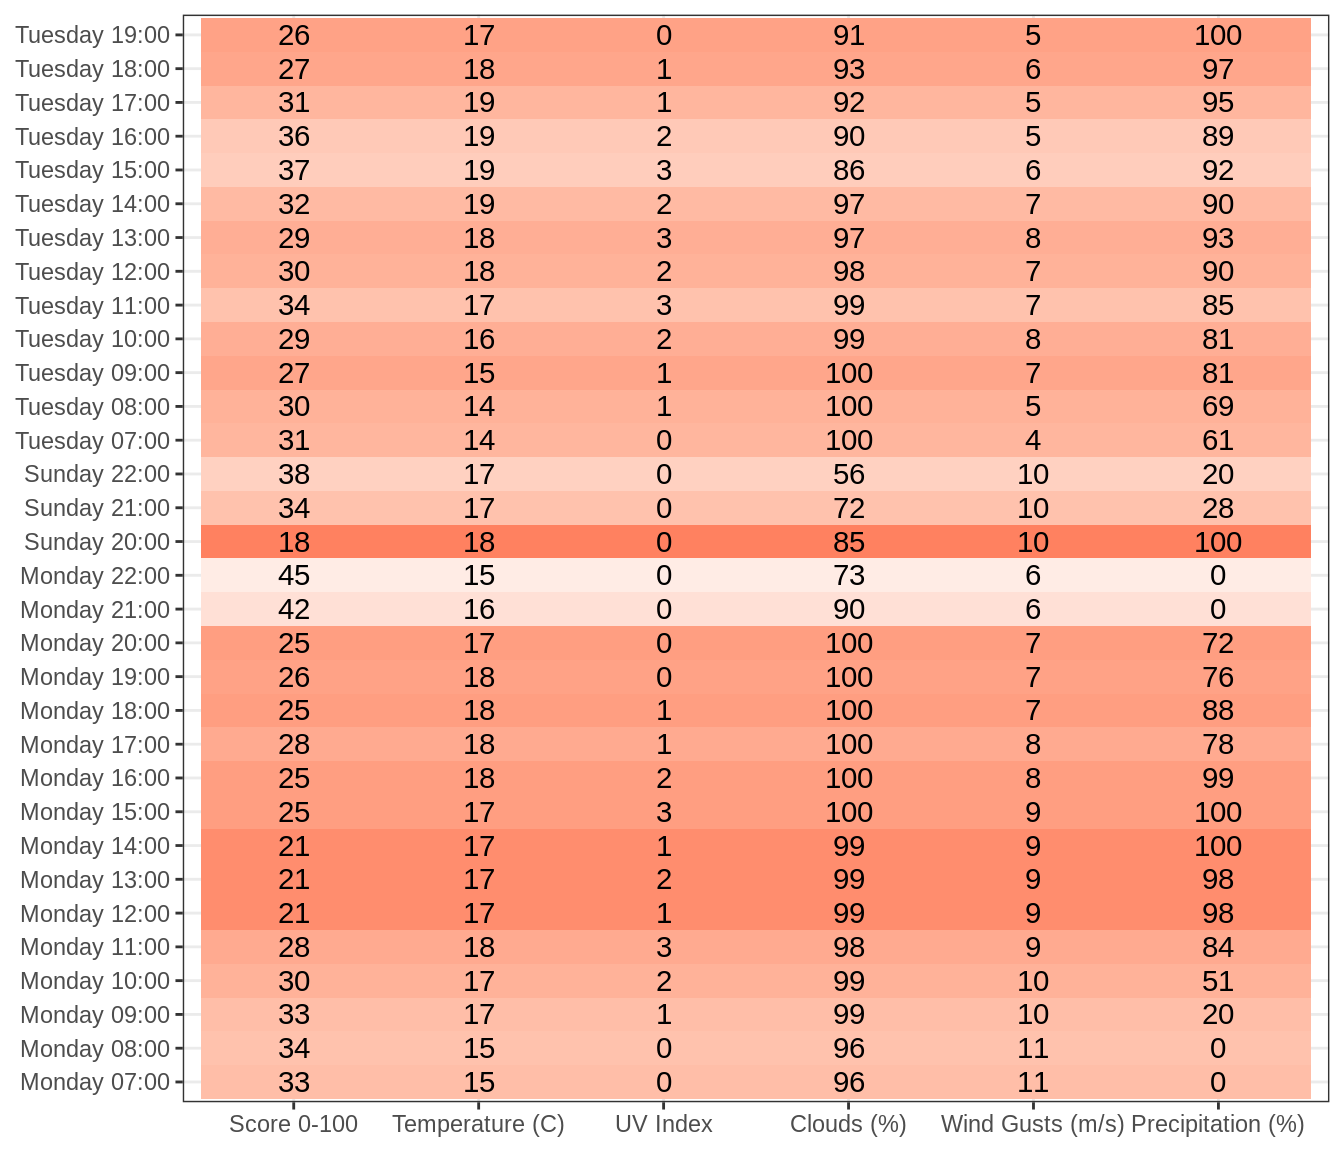 Tuesday 19:00 26 17 0 91 5 100
Tuesday 18:00 27 18 1 93 6 97
Tuesday 17:00 31 19 1 92 5 95
Tuesday 16:00 36 19 2 90 5 89
Tuesday 15:00 37 19 3 86 6 92
Tuesday 14:00 32 19 2 97 7 90
Tuesday 13:00 29 18 3 97 8 93
Tuesday 12:00 30 18 2 98 7 90
Tuesday 11:00 34 17 3 99 7 85
Tuesday 10:00 29 16 2 99 8 81
Tuesday 09:00 27 15 1 100 7 81
Tuesday 08:00 30 14 1 100 5 69
Tuesday 07:00 31 14 0 100 4 61
Sunday 22:00 38 17 0 56 10 20
Sunday 21:00 34 17 0 72 10 28
Sunday 20:00 18 18 0 85 10 100
Monday 22:00 45 15 0 73 6 0
Monday 21:00 42 16 0 90 6 0
Monday 20:00 25 17 0 100 7 72
Monday 19:00 26 18 0 100 7 76
Monday 18:00 25 18 1 100 7 88
Monday 17:00 28 18 1 100 8 78
Monday 16:00 25 18 2 100 8 99
Monday 15:00 25 17 3 100 9 100
Monday 14:00 21 17 1 99 9 100
Monday 13:00 21 17 2 99 9 98
Monday 12:00 21 17 1 99 9 98
Monday 11:00 28 18 3 98 9 84
Monday 10:00 30 17 2 99 10 51
Monday 09:00 33 17 1 99 10 20
Monday 08:00 34 15 0 96 11 0
Monday 07:00 33 15 0 96 11 0
Score 0-100 Temperature (C) UV Index Clouds (%) Wind Gusts (m/s) Precipitation (%)